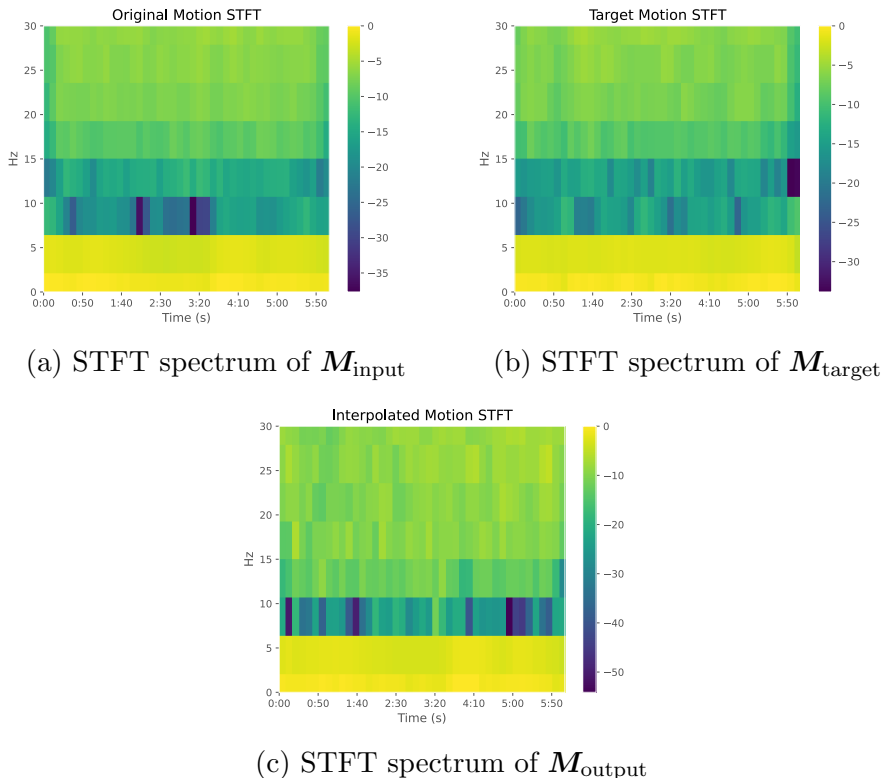 Original Motion STFT
30
25
20
15
10
5
0
Hz
0:00 0:50 1:40 2:30 3:20 4:10 5:00 5:50
Time (s)
0
−5
−10
−15
−20
−25
−30
−35
(a) STFT spectrum of M_input
Target Motion STFT
30
25
20
15
10
5
0
Hz
0:00 0:50 1:40 2:30 3:20 4:10 5:00 5:50
Time (s)
0
−5
−10
−15
−20
−25
−30
(b) STFT spectrum of M_target
Interpolated Motion STFT
30
25
20
15
10
5
0
Hz
0:00 0:50 1:40 2:30 3:20 4:10 5:00 5:50
Time (s)
0
−10
−20
−30
−40
−50
(c) STFT spectrum of M_output